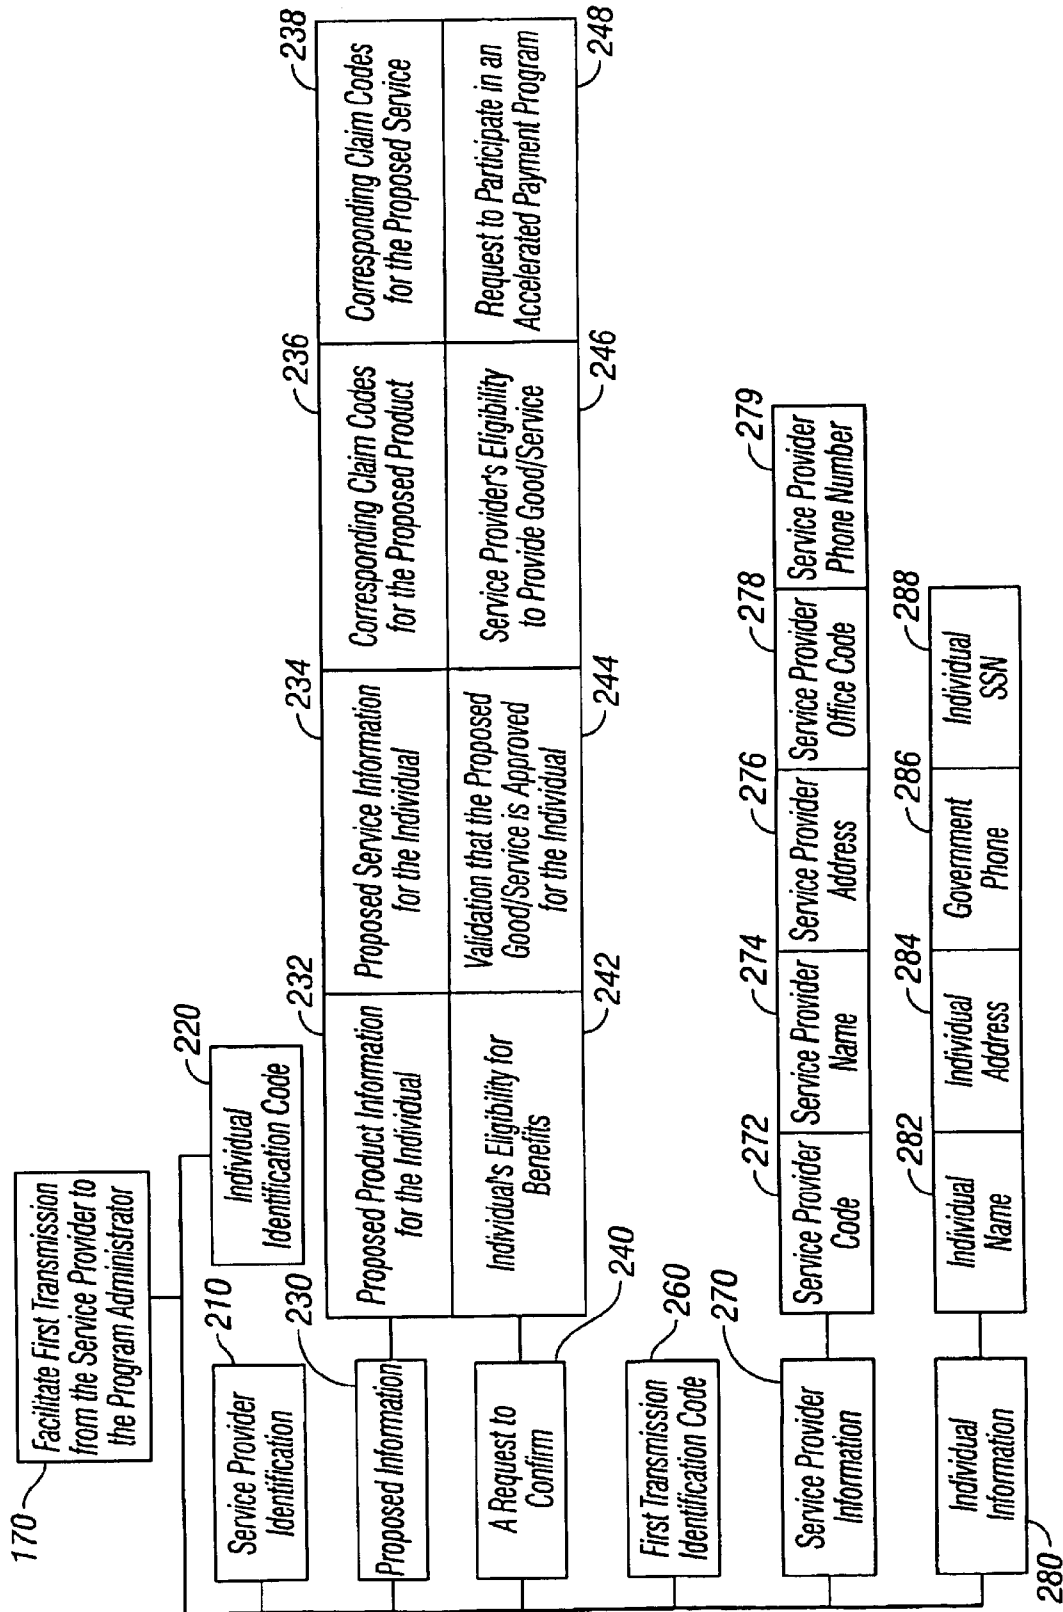 170
Facilitate First Transmission
from the Service Provider to
the Program Administrator
210
Service Provider
Identification
220
Individual
Identification Code
230
Proposed Information
232
Proposed Product Information
for the Individual
234
Proposed Service Information
for the Individual
236
Corresponding Claim Codes
for the Proposed Product
238
Corresponding Claim Codes
for the Proposed Service
240
A Request to
Confirm
242
Individual's Eligibility for
Benefits
244
Validation that the Proposed
Good/Service is Approved
for the Individual
246
Service Provider's Eligibility
to Provide Good/Service
248
Request to Participate in an
Accelerated Payment Program
260
First Transmission
Identification Code
270
Service Provider
Information
272
Service Provider
Code
274
Service Provider
Name
276
Service Provider
Address
278
Service Provider
Office Code
279
Service Provider
Phone Number
280
Individual
Information
282
Individual
Name
284
Individual
Address
286
Government
Phone
288
Individual
SSN